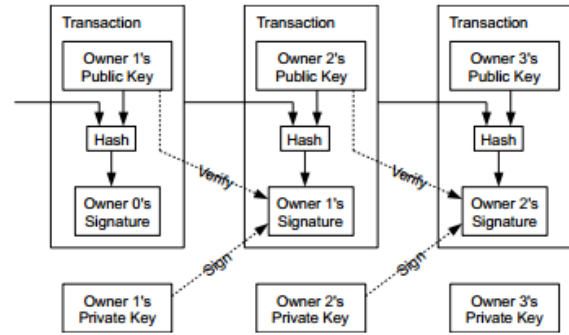 Transaction
Owner 1's
Public Key
Hash
Owner 0's
Signature
Transaction
Owner 2's
Public Key
Hash
Verify
Owner 1's
Signature
Transaction
Owner 3's
Public Key
Hash
Verify
Owner 2's
Signature
Sign
Sign
Owner 1's
Private Key
Owner 2's
Private Key
Owner 3's
Private Key